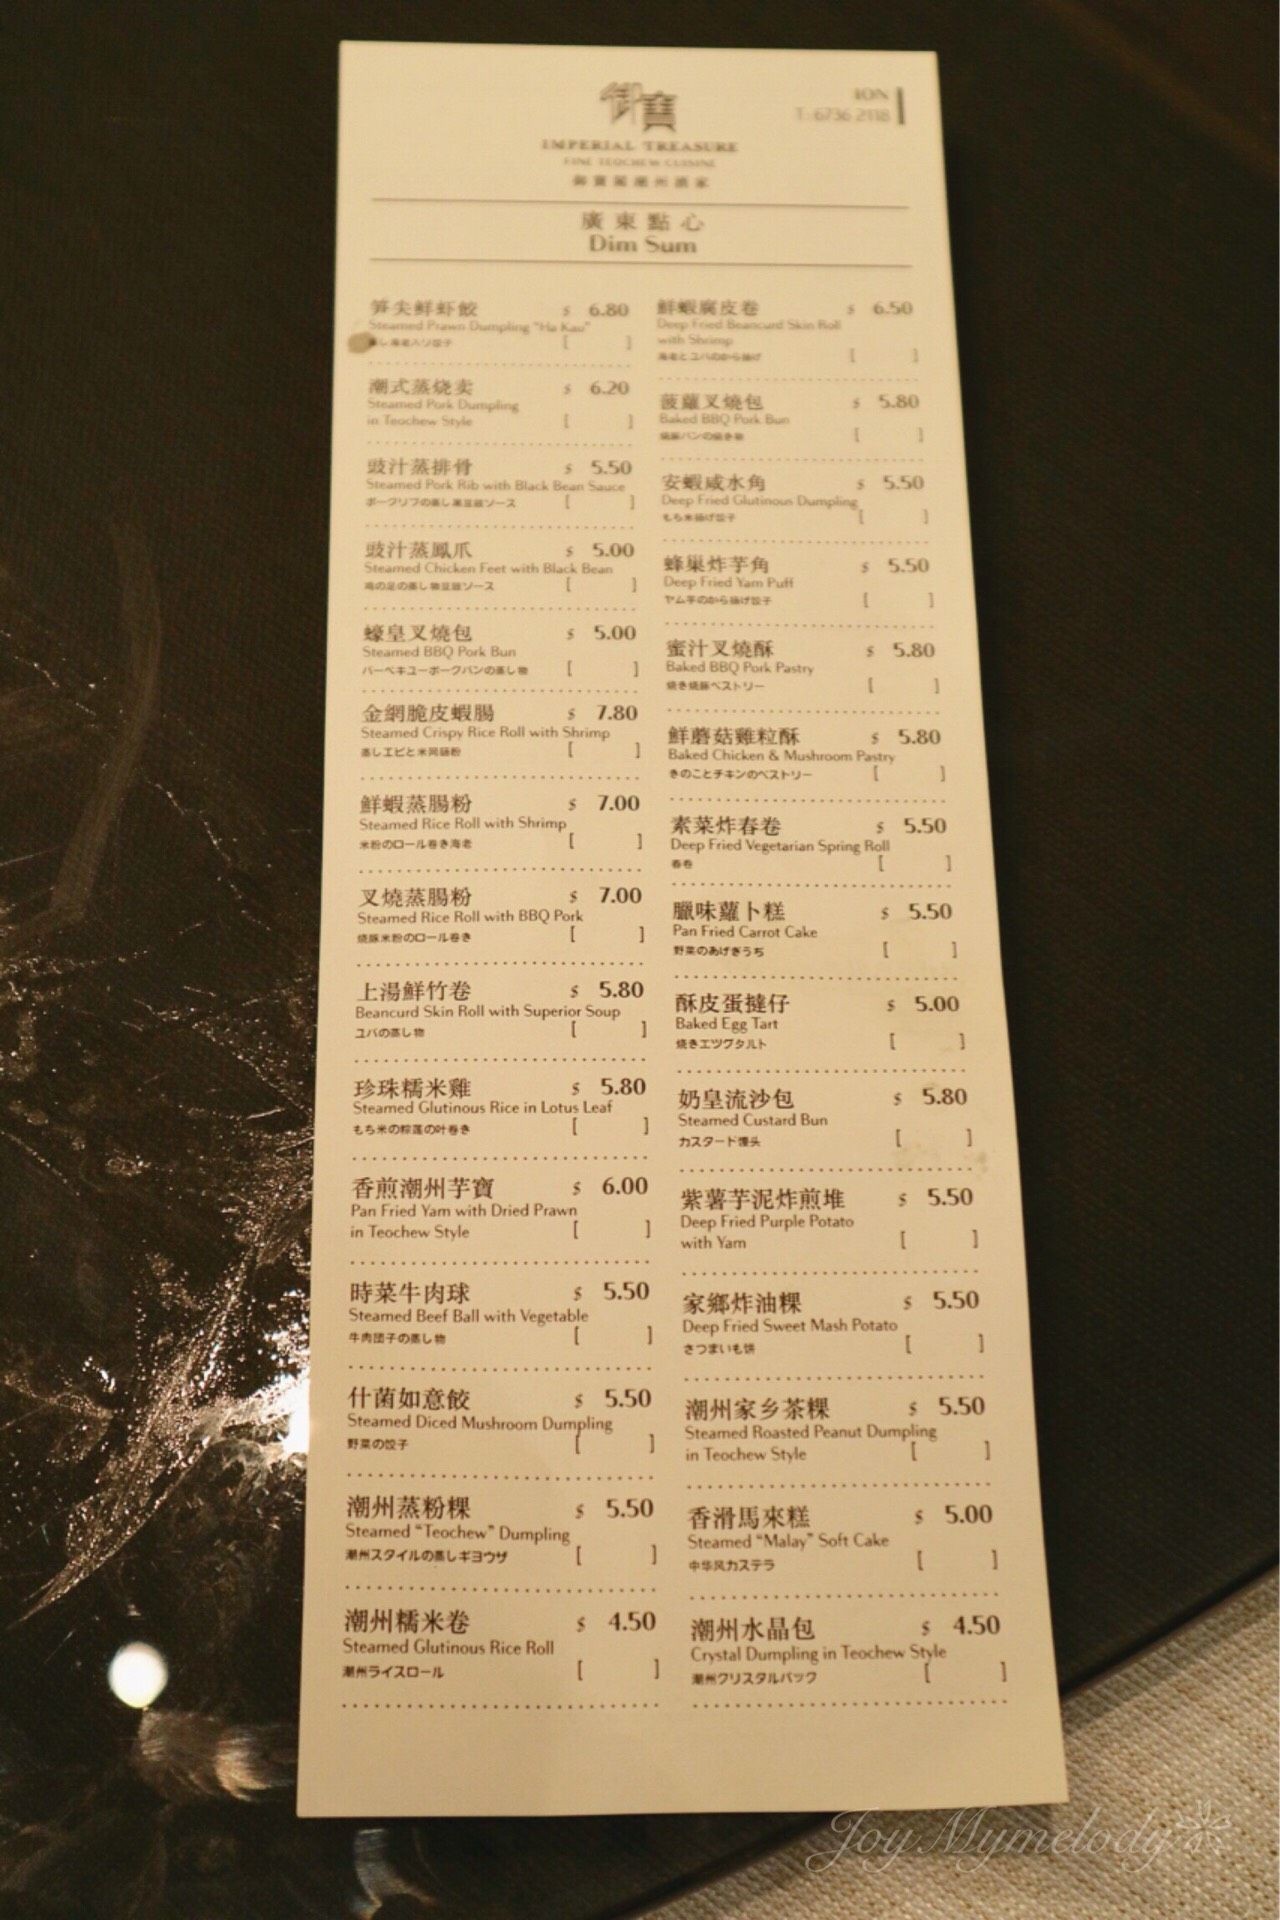 御寶
ION
T: 6736 2118
IMPERIAL TREASURE
FINE TEOCHEW CUISINE
御寶閣潮州酒家
廣東點心
Dim Sum
笋尖鲜虾餃 $ 6.80
Steamed Prawn Dumpling "Ha Kau"
蒸し海老入り餃子 [ ]
潮式蒸烧卖 $ 6.20
Steamed Pork Dumpling
in Teochew Style [ ]
豉汁蒸排骨 $ 5.50
Steamed Pork Rib with Black Bean Sauce
ポークリブの蒸し黒豆豉ソース [ ]
豉汁蒸鳳爪 $ 5.00
Steamed Chicken Feet with Black Bean
鸡の足の蒸し物豆豉ソース [ ]
蠔皇叉燒包 $ 5.00
Steamed BBQ Pork Bun
バーベキューポークパンの蒸し物 [ ]
金網脆皮蝦腸 $ 7.80
Steamed Crispy Rice Roll with Shrimp
蒸しエビと米网肠粉 [ ]
鮮蝦蒸腸粉 $ 7.00
Steamed Rice Roll with Shrimp
米粉のロール巻き海老 [ ]
叉燒蒸腸粉 $ 7.00
Steamed Rice Roll with BBQ Pork
焼豚米粉のロール巻き [ ]
上湯鮮竹卷 $ 5.80
Beancurd Skin Roll with Superior Soup
ユバの蒸し物 [ ]
珍珠糯米雞 $ 5.80
Steamed Glutinous Rice in Lotus Leaf
もち米の粽莲の叶巻き [ ]
香煎潮州芋寶 $ 6.00
Pan Fried Yam with Dried Prawn
in Teochew Style [ ]
時菜牛肉球 $ 5.50
Steamed Beef Ball with Vegetable
牛肉団子の蒸し物 [ ]
什菌如意餃 $ 5.50
Steamed Diced Mushroom Dumpling
野菜の饺子 [ ]
潮州蒸粉粿 $ 5.50
Steamed "Teochew" Dumpling
潮州スタイルの蒸しギヨウザ [ ]
潮州糯米卷 $ 4.50
Steamed Glutinous Rice Roll
潮州ライスロール [ ]
鮮蝦腐皮卷 $ 6.50
Deep Fried Beancurd Skin Roll
with Shrimp
海老とユバのから揚げ [ ]
菠蘿叉燒包 $ 5.80
Baked BBQ Pork Bun
焼豚パンの焼き物 [ ]
安蝦咸水角 $ 5.50
Deep Fried Glutinous Dumpling
もち米揚げ饺子 [ ]
蜂巢炸芋角 $ 5.50
Deep Fried Yam Puff
ヤム芋のから揚げ饺子 [ ]
蜜汁叉燒酥 $ 5.80
Baked BBQ Pork Pastry
焼き焼豚ペストリー [ ]
鮮蘑菇雞粒酥 $ 5.80
Baked Chicken & Mushroom Pastry
きのことチキンのペストリー [ ]
素菜炸春卷 $ 5.50
Deep Fried Vegetarian Spring Roll
春卷 [ ]
臘味蘿卜糕 $ 5.50
Pan Fried Carrot Cake
野菜のあげぎうぢ [ ]
酥皮蛋撻仔 $ 5.00
Baked Egg Tart
焼きエツグタルト [ ]
奶皇流沙包 $ 5.80
Steamed Custard Bun
カスタード馒头 [ ]
紫薯芋泥炸煎堆 $ 5.50
Deep Fried Purple Potato
with Yam [ ]
家鄉炸油粿 $ 5.50
Deep Fried Sweet Mash Potato
さつまいも饼 [ ]
潮州家乡茶粿 $ 5.50
Steamed Roasted Peanut Dumpling
in Teochew Style [ ]
香滑馬來糕 $ 5.00
Steamed "Malay" Soft Cake
中华风カステラ [ ]
潮州水晶包 $ 4.50
Crystal Dumpling in Teochew Style
潮州クリスタルパック [ ]
Joy Mymelody